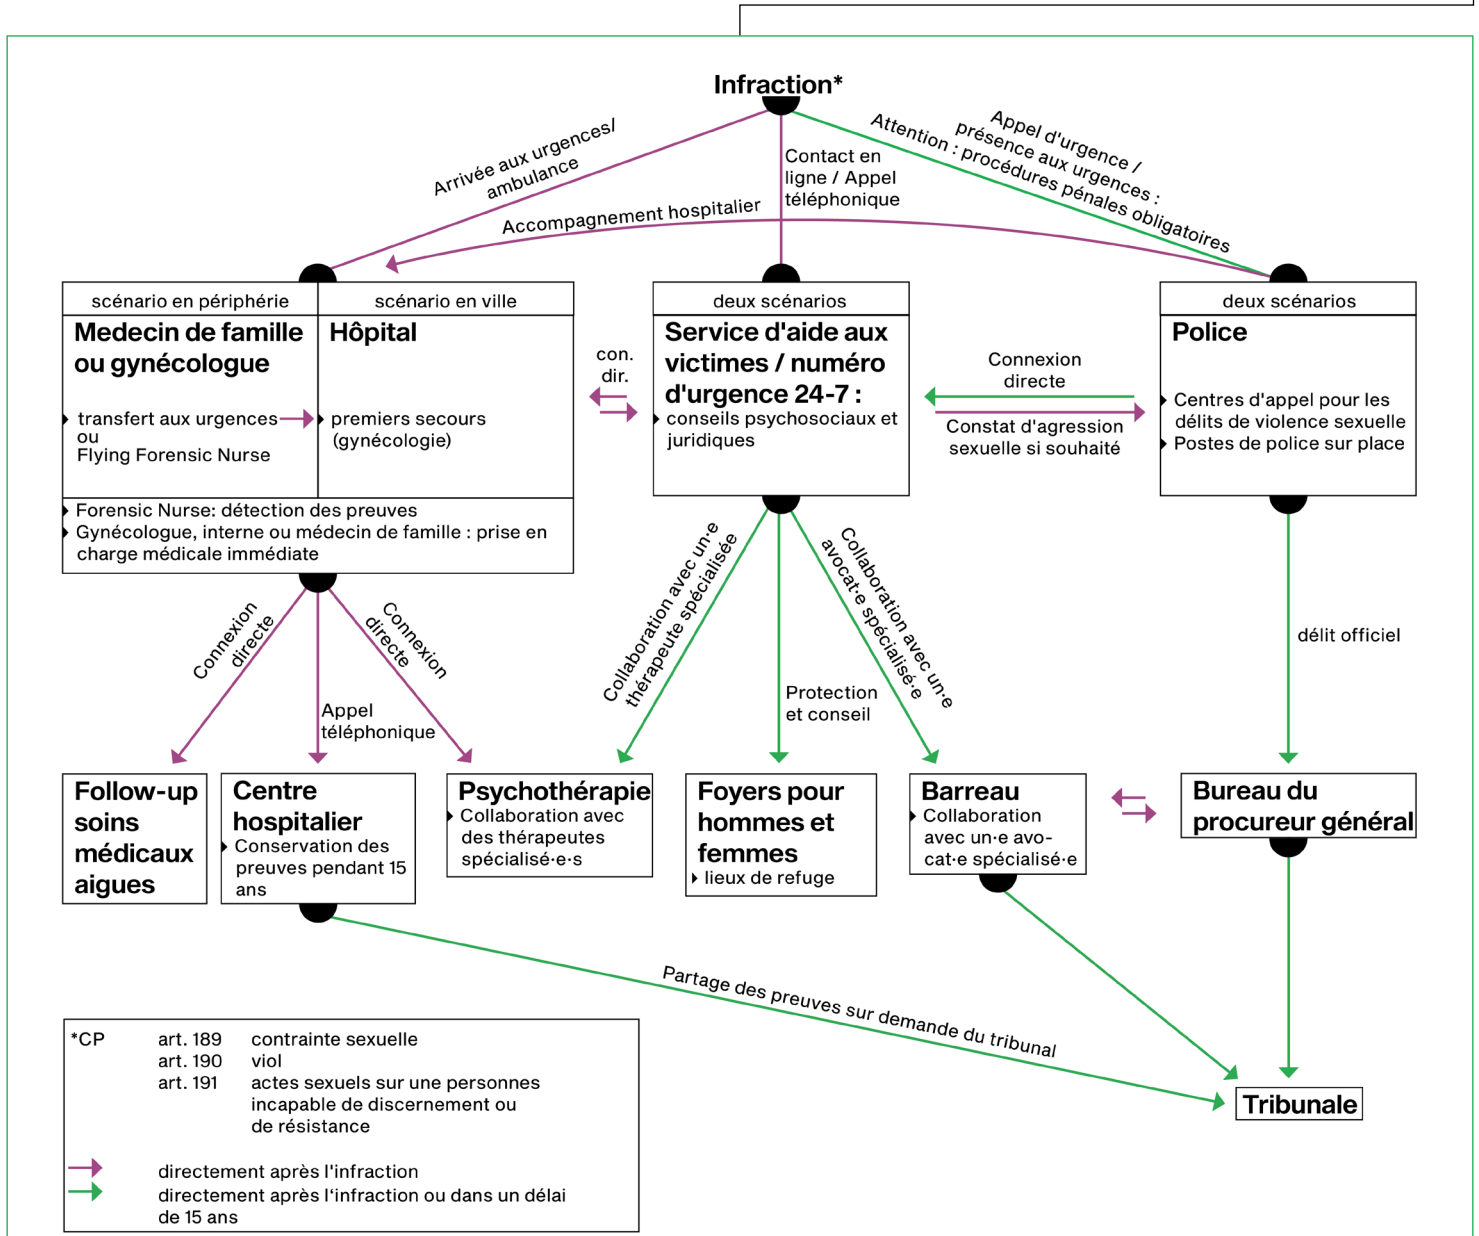 Infraction*
Arrivée aux urgences/
ambulance
Contact en
ligne / Appel
téléphonique
Appel d'urgence /
présence aux urgences :
Attention : procédures pénales obligatoires
Accompagnement hospitalier
scénario en périphérie
scénario en ville
Medecin de famille
ou gynécologue
Hôpital
transfert aux urgences
ou
Flying Forensic Nurse
premiers secours
(gynécologie)
Forensic Nurse: détection des preuves
Gynécologue, interne ou médecin de famille : prise en
charge médicale immédiate
con.
dir.
deux scénarios
Service d'aide aux
victimes / numéro
d'urgence 24-7 :
conseils psychosociaux et
juridiques
Connexion
directe
Constat d'agression
sexuelle si souhaité
deux scénarios
Police
Centres d'appel pour les
délits de violence sexuelle
Postes de police sur place
Connexion
directe
Appel
téléphonique
Connexion
directe
Collaboration avec un·e
thérapeute spécialisée
Protection
et conseil
Collaboration avec un·e
avocat·e spécialisé·e
délit officiel
Follow-up
soins
médicaux
aigues
Centre
hospitalier
Conservation des
preuves pendant 15
ans
Psychothérapie
Collaboration avec
des thérapeutes
spécialisé·e·s
Foyers pour
hommes et
femmes
lieux de refuge
Barreau
Collaboration
avec un·e avo-
cat·e spécialisé·e
Bureau du
procureur général
Partage des preuves sur demande du tribunal
Tribunale
*CP art. 189 contrainte sexuelle
art. 190 viol
art. 191 actes sexuels sur une personnes
incapable de discernement ou
de résistance
directement après l'infraction
directement après l‘infraction ou dans un délai
de 15 ans